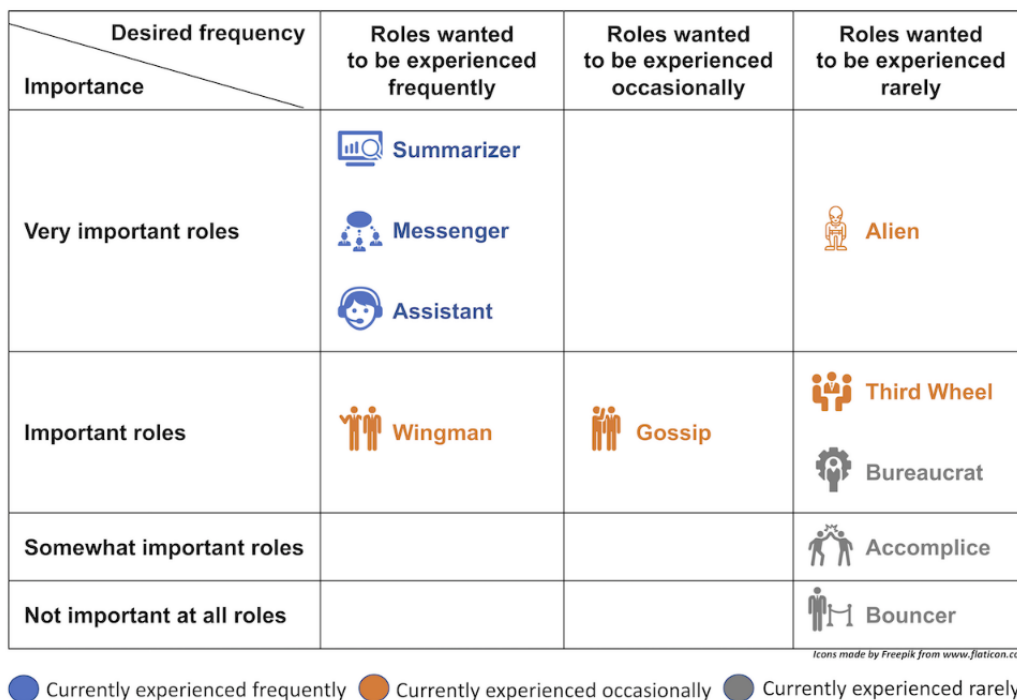 Desired frequency
Importance
Roles wanted
to be experienced
frequently
Roles wanted
to be experienced
occasionally
Roles wanted
to be experienced
rarely
Very important roles
Summarizer
Messenger
Assistant
Alien
Important roles
Wingman
Gossip
Third Wheel
Bureaucrat
Somewhat important roles
Accomplice
Not important at all roles
Bouncer
Icons made by Freepik from www.flaticon.co
Currently experienced frequently Currently experienced occasionally Currently experienced rarely